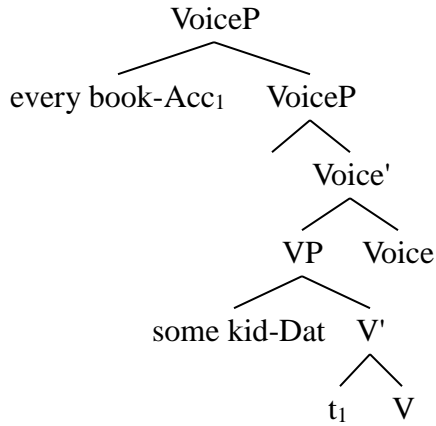 VoiceP
every book-Acc₁ VoiceP
Voice'
VP Voice
some kid-Dat V'
t₁ V